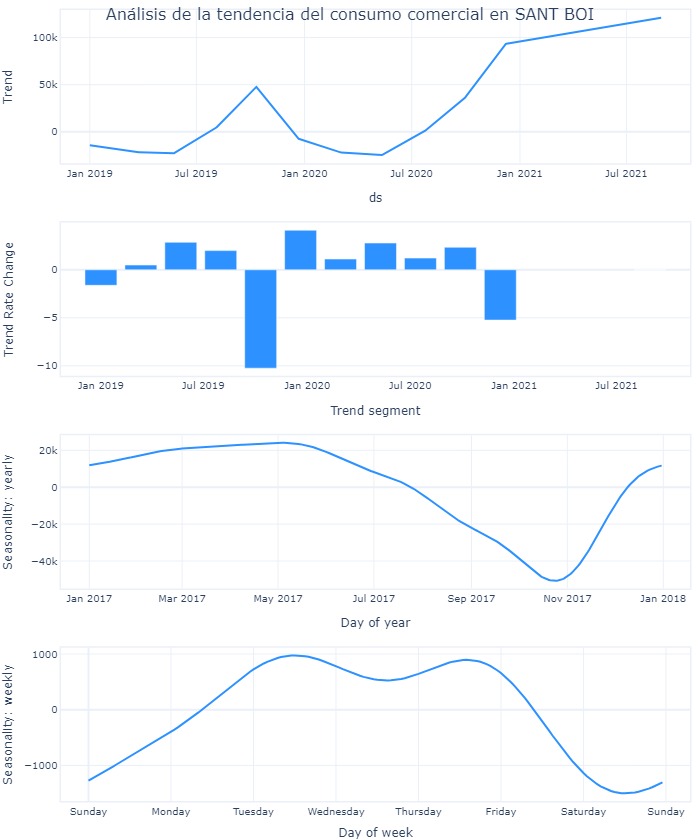 Análisis de la tendencia del consumo comercial en SANT BOI
Trend
100k
50k
0
Jan 2019 Jul 2019 Jan 2020 Jul 2020 Jan 2021 Jul 2021
ds
Trend Rate Change
0
−5
−10
Jan 2019 Jul 2019 Jan 2020 Jul 2020 Jan 2021 Jul 2021
Trend segment
Seasonality: yearly
20k
0
−20k
−40k
Jan 2017 Mar 2017 May 2017 Jul 2017 Sep 2017 Nov 2017 Jan 2018
Day of year
Seasonality: weekly
1000
0
−1000
Sunday Monday Tuesday Wednesday Thursday Friday Saturday Sunday
Day of week